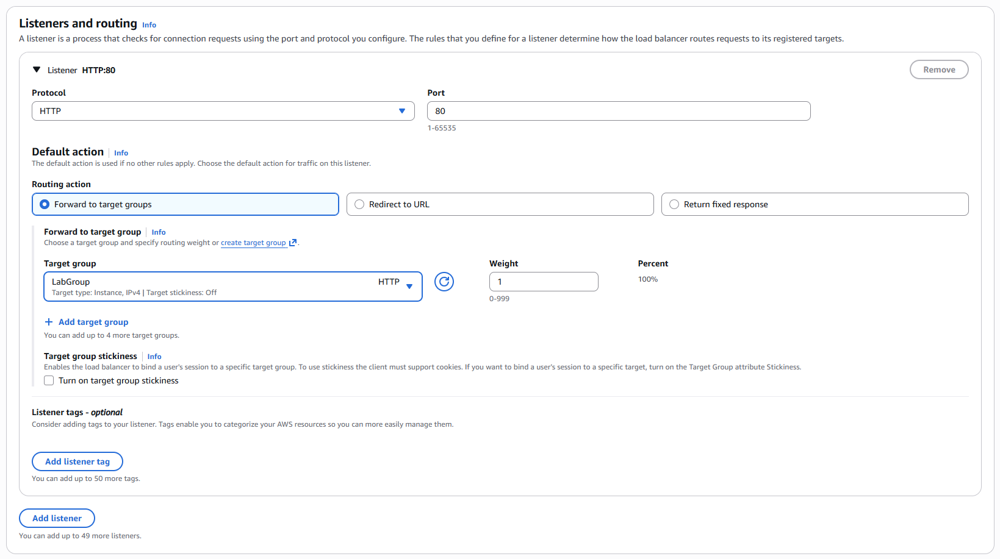 Listeners and routing Info
A listener is a process that checks for connection requests using the port and protocol you configure. The rules that you define for a listener determine how the load balancer routes requests to its registered targets.
Listener HTTP:80 Remove
Protocol Port
HTTP 80
1-65535
Default action Info
The default action is used if no other rules apply. Choose the default action for traffic on this listener.
Routing action
Forward to target groups Redirect to URL Return fixed response
Forward to target group Info
Choose a target group and specify routing weight or create target group.
Target group Weight Percent
LabGroup HTTP 1 100%
Target type: Instance, IPv4 | Target stickiness: Off
0-999
Add target group
You can add up to 4 more target groups.
Target group stickiness Info
Enables the load balancer to bind a user's session to a specific target group. To use stickiness the client must support cookies. If you want to bind a user's session to a specific target, turn on the Target Group attribute Stickiness.
Turn on target group stickiness
Listener tags - optional
Consider adding tags to your listener. Tags enable you to categorize your AWS resources so you can more easily manage them.
Add listener tag
You can add up to 50 more tags.
Add listener
You can add up to 49 more listeners.